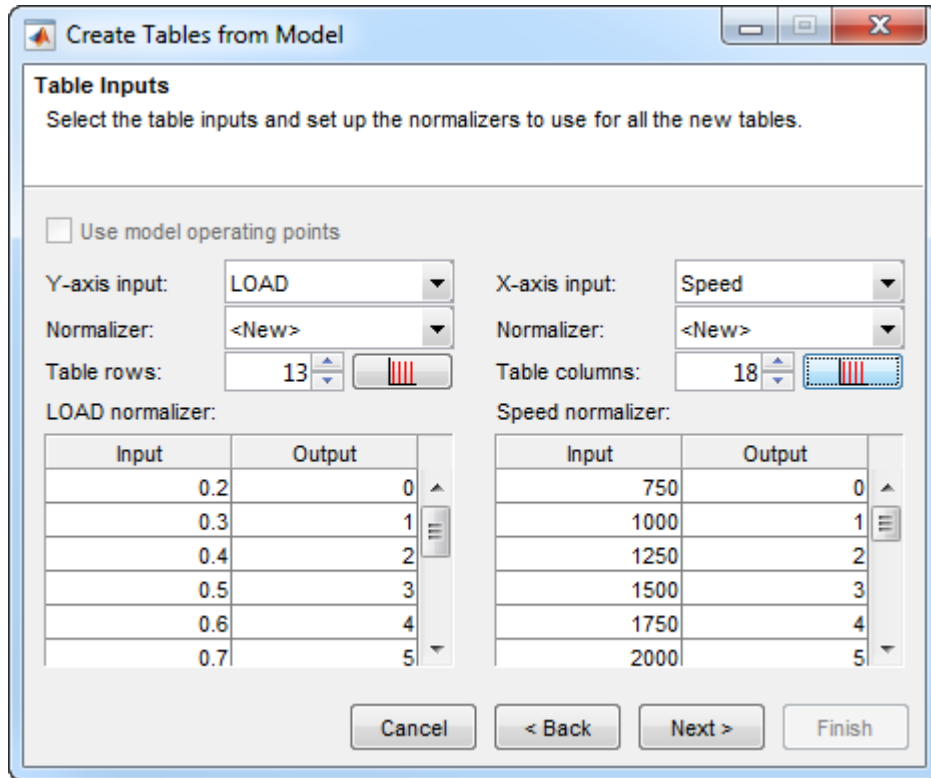 Create Tables from Model
Table Inputs
Select the table inputs and set up the normalizers to use for all the new tables.
Use model operating points
Y-axis input: LOAD X-axis input: Speed
Normalizer: <New> Normalizer: <New>
Table rows: 13 Table columns: 18
LOAD normalizer: Speed normalizer:
Input Output Input Output
0.2 0 750 0
0.3 1 1000 1
0.4 2 1250 2
0.5 3 1500 3
0.6 4 1750 4
0.7 5 2000 5
Cancel < Back Next > Finish